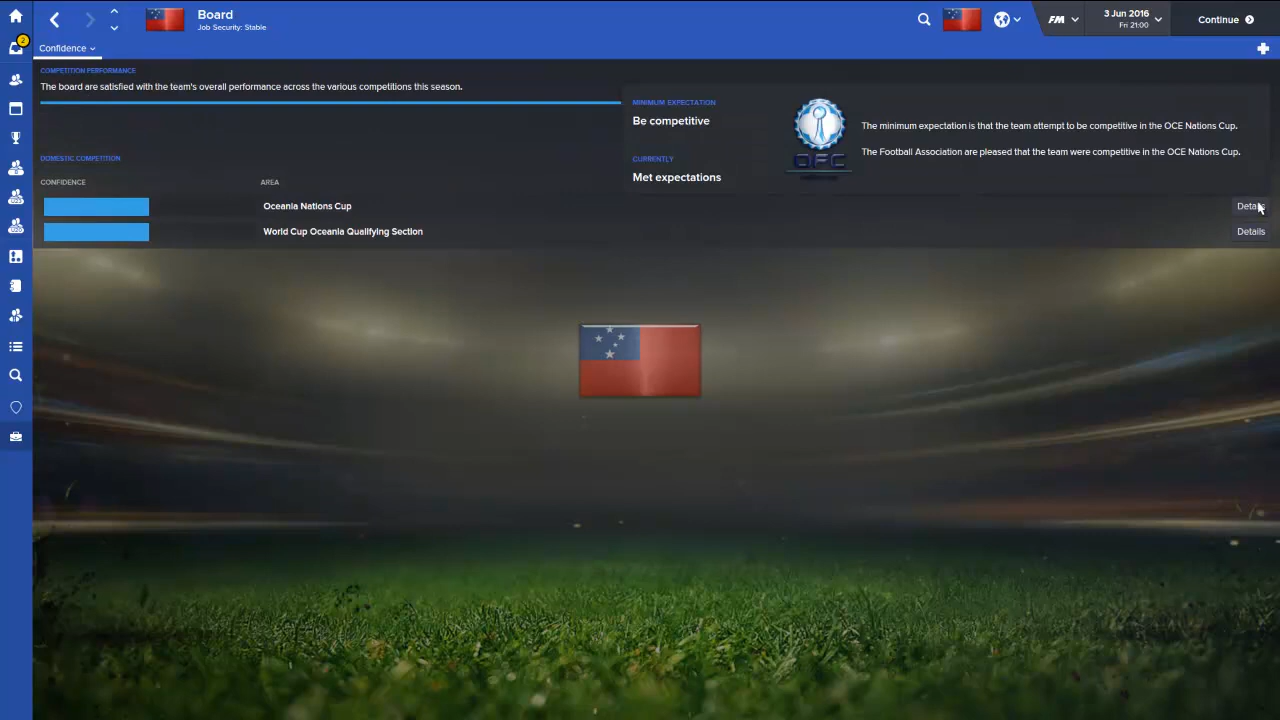 Board
Job Security: Stable
FM
3 Jun 2016
Fri 21:00
Continue
2
Confidence
COMPETITION PERFORMANCE
The board are satisfied with the team's overall performance across the various competitions this season.
MINIMUM EXPECTATION
Be competitive
CURRENTLY
Met expectations
OFC
The minimum expectation is that the team attempt to be competitive in the OCE Nations Cup.
The Football Association are pleased that the team were competitive in the OCE Nations Cup.
DOMESTIC COMPETITION
CONFIDENCE
AREA
Oceania Nations Cup
Details
World Cup Oceania Qualifying Section
Details